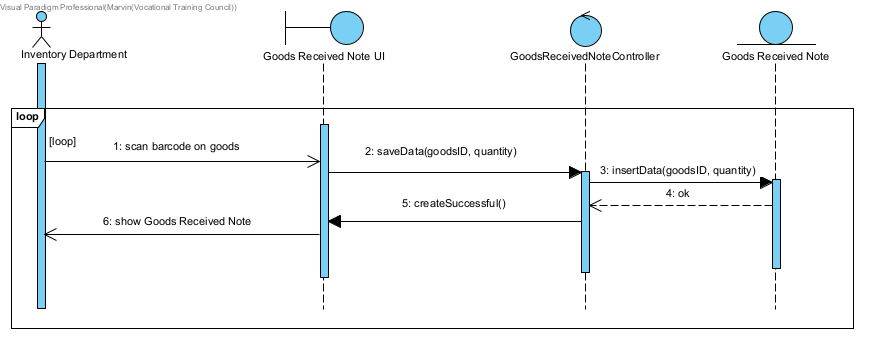 Visual Paradigm Professional(Marvin(Vocational Training Council))
Inventory Department
Goods Received Note UI
GoodsReceivedNoteController
Goods Received Note
loop
[loop]
1: scan barcode on goods
2: saveData(goodsID, quantity)
3: insertData(goodsID, quantity)
4: ok
5: createSuccessful()
6: show Goods Received Note